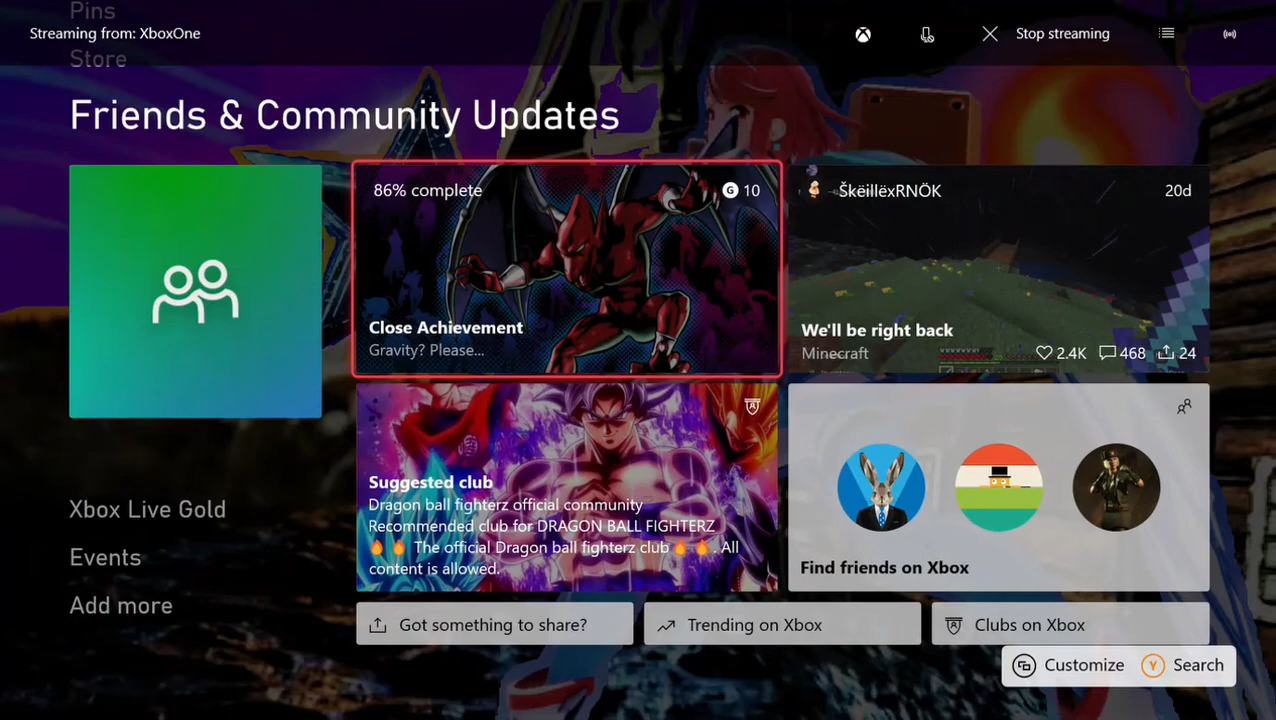 Pins
Streaming from: XboxOne
Stop streaming
Store
Friends & Community Updates
86% complete
G 10
Close Achievement
Gravity? Please...
ŠkëillëxRNÖK
20d
We'll be right back
Minecraft
2.4K
468
24
Suggested club
Dragon ball fighterz official community
Recommended club for DRAGON BALL FIGHTERZ
🔥 🔥 The official Dragon ball fighterz club🔥 🔥. All
content is allowed.
Find friends on Xbox
Xbox Live Gold
Events
Add more
Got something to share?
Trending on Xbox
Clubs on Xbox
Customize
Y Search